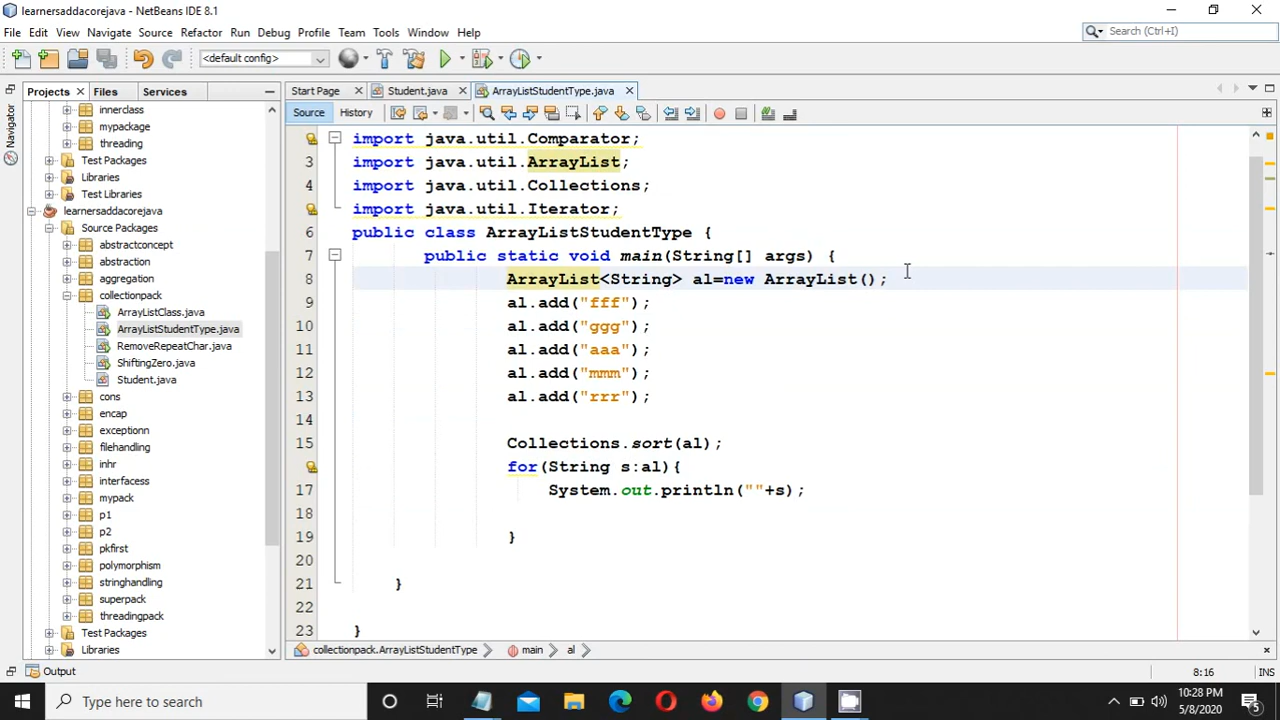 learnersaddacorejava - NetBeans IDE 8.1
File Edit View Navigate Source Refactor Run Debug Profile Team Tools Window Help
Search (Ctrl+I)
<default config>
Projects Files Services
Start Page Student.java ArrayListStudentType.java
Navigator
Source History
innerclass
mypackage
threading
Test Packages
Libraries
Test Libraries
learnersaddacorejava
Source Packages
abstractconcept
abstraction
aggregation
collectionpack
ArrayListClass.java
ArrayListStudentType.java
RemoveRepeatChar.java
ShiftingZero.java
Student.java
cons
encap
exceptionn
filehandling
inhr
interfacess
mypack
p1
p2
pkfirst
polymorphism
stringhandling
superpack
threadingpack
Test Packages
Libraries
import java.util.Comparator;
3 import java.util.ArrayList;
4 import java.util.Collections;
import java.util.Iterator;
6 public class ArrayListStudentType {
7 public static void main(String[] args) {
8 ArrayList<String> al=new ArrayList();
9 al.add("fff");
10 al.add("ggg");
11 al.add("aaa");
12 al.add("mmm");
13 al.add("rrr");
14
15 Collections.sort(al);
for(String s:al){
17 System.out.println(""+s);
18
19 }
20
21 }
22
23 }
collectionpack.ArrayListStudentType main al
Output
8:16
Type here to search
10:28 PM
5/8/2020
5